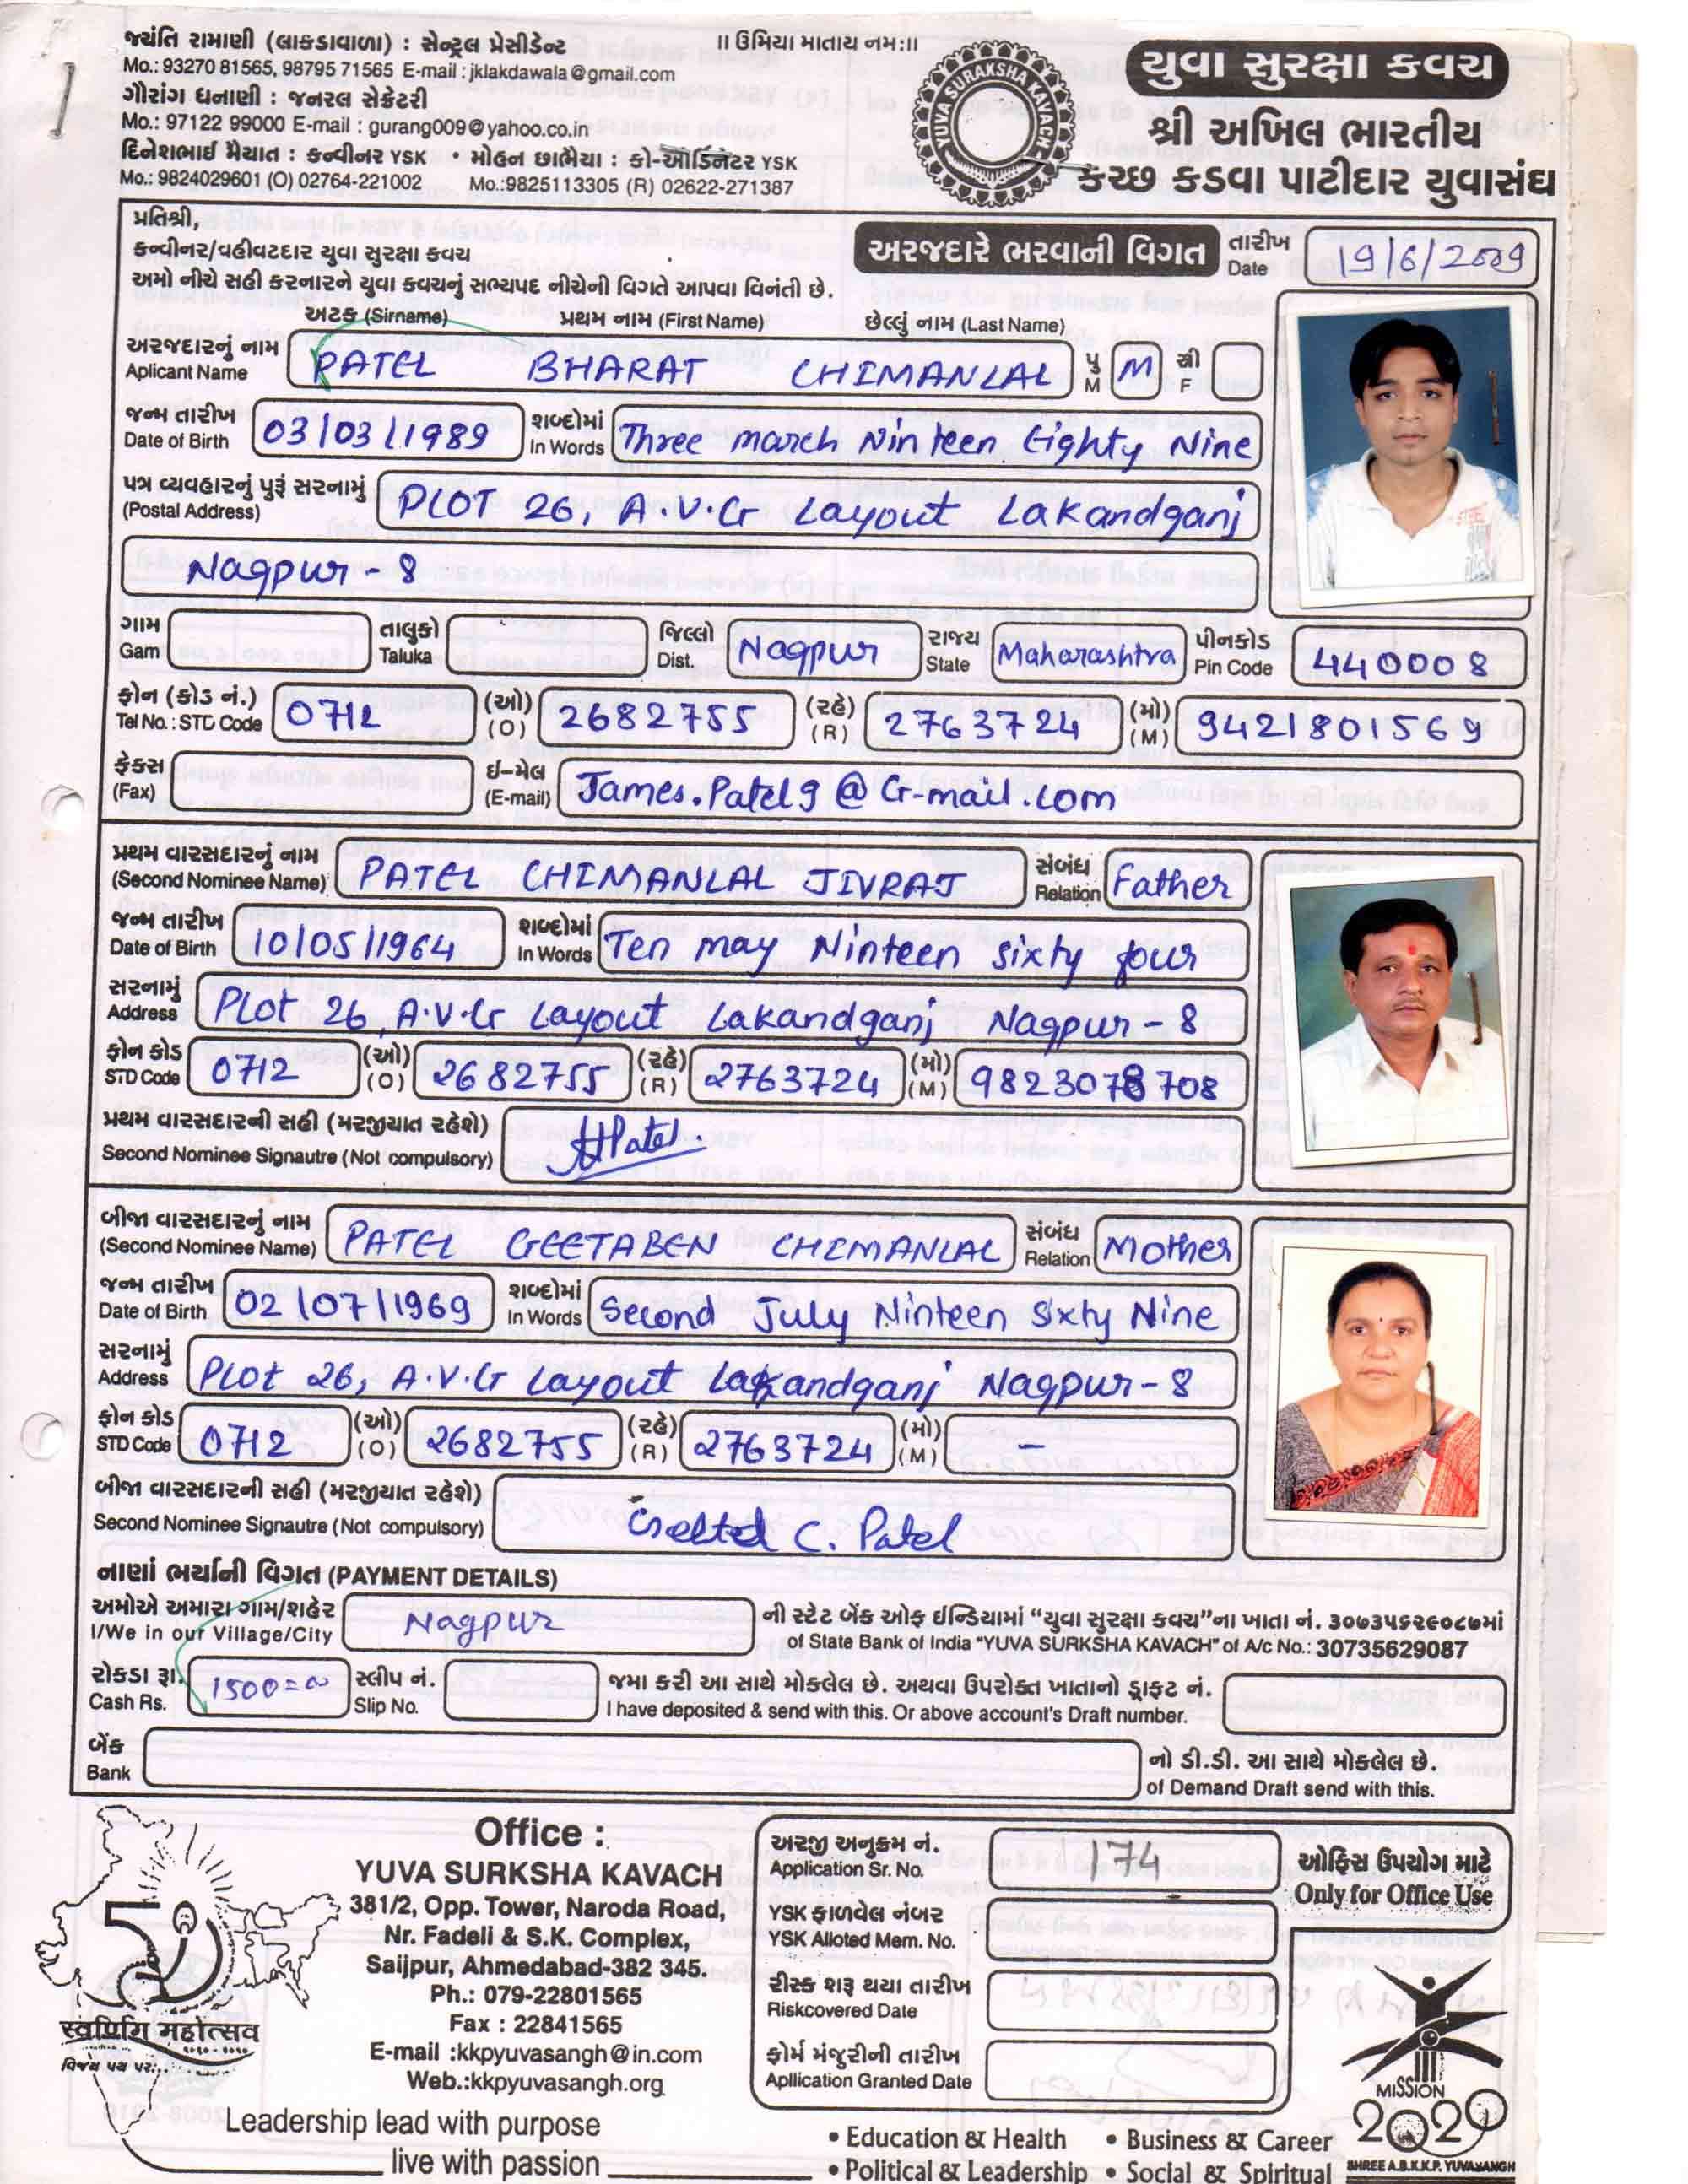 જયંતિ રામાણી (લાકડાવાળા) : સેન્ટ્રલ પ્રેસીડેન્ટ
Mo.: 93270 81565, 98795 71565 E-mail : jklakdawala@gmail.com
ગૌરાંગ ધનાણી : જનરલ સેક્રેટરી
Mo.: 97122 99000 E-mail : gurang009@yahoo.co.in
દિનેશભાઈ મૈયાત : કન્વીનર YSK • મોહન છાભૈયા : કો-ઓર્ડિનેટર YSK
Mo.: 9824029601 (O) 02764-221002 Mo.:9825113305 (R) 02622-271387
॥ ઉમિયા માતાય નમઃ॥
YUVA SURAKSHA KAVACH
યુવા સુરક્ષા કવચ
શ્રી અખિલ ભારતીય
કચ્છ કડવા પાટીદાર યુવાસંઘ
પ્રતિશ્રી,
કન્વીનર/વહીવટદાર યુવા સુરક્ષા કવચ
અમો નીચે સહી કરનારને યુવા કવચનું સભ્યપદ નીચેની વિગતે આપવા વિનંતી છે.
અરજદારે ભરવાની વિગત તારીખ Date 19/6/2009
અટક (Sirname) પ્રથમ નામ (First Name) છેલ્લું નામ (Last Name)
અરજદારનું નામ Aplicant Name PATEL BHARAT CHIMANLAL પુ M M સ્ત્રી F
જન્મ તારીખ Date of Birth 03/03/1989 શબ્દોમાં In Words Three march Ninteen Eighty Nine
પત્ર વ્યવહારનું પુરૂં સરનામું (Postal Address) PLOT 26, A.V.G Layout Lakandganj
Nagpur - 8
ગામ Gam તાલુકો Taluka જિલ્લો Dist. Nagpur રાજ્ય State Maharashtra પીનકોડ Pin Code 440008
ફોન (કોડ નં.) Tel No. : STD Code 0712 (ઓ) (O) 2682755 (રહે) (R) 2763724 (મો) (M) 9421801569
ફેક્સ (Fax) ઈ-મેલ (E-mail) James.Patel9@G-mail.com
પ્રથમ વારસદારનું નામ (Second Nominee Name) PATEL CHIMANLAL JIVRAJ સંબંધ Relation Father
જન્મ તારીખ Date of Birth 10/05/1964 શબ્દોમાં In Words Ten may Ninteen sixty four
સરનામું Address Plot 26, A.V.G Layout Lakandganj Nagpur - 8
ફોન કોડ STD Code 0712 (ઓ) (O) 2682755 (રહે) (R) 2763724 (મો) (M) 9823078708
પ્રથમ વારસદારની સહી (મરજીયાત રહેશે)
Second Nominee Signautre (Not compulsory)
બીજા વારસદારનું નામ (Second Nominee Name) PATEL GEETABEN CHIMANLAL સંબંધ Relation Mother
જન્મ તારીખ Date of Birth 02/07/1969 શબ્દોમાં In Words Second July Ninteen Sixty Nine
સરનામું Address Plot 26, A.V.G Layout Lakandganj Nagpur-8
ફોન કોડ STD Code 0712 (ઓ) (O) 2682755 (રહે) (R) 2763724 (મો) (M) -
બીજા વારસદારની સહી (મરજીયાત રહેશે)
Second Nominee Signautre (Not compulsory) C. Patel
નાણાં ભર્યાની વિગત (PAYMENT DETAILS)
અમોએ અમારા ગામ/શહેર I/We in our Village/City Nagpur ની સ્ટેટ બેંક ઓફ ઈન્ડિયામાં “યુવા સુરક્ષા કવચ”ના ખાતા નં. ૩૦૭૩૫૬૨૯૦૮૭માં
of State Bank of India "YUVA SURKSHA KAVACH" of A/c No.: 30735629087
રોકડા રૂા. Cash Rs. 1500=00 સ્લીપ નં. Slip No. જમા કરી આ સાથે મોકલેલ છે. અથવા ઉપરોક્ત ખાતાનો ડ્રાફ્ટ નં.
I have deposited & send with this. Or above account's Draft number.
બેંક Bank નો ડી.ડી. આ સાથે મોકલેલ છે.
of Demand Draft send with this.
Office :
YUVA SURKSHA KAVACH
381/2, Opp. Tower, Naroda Road,
Nr. Fadeli & S.K. Complex,
Saijpur, Ahmedabad-382 345.
Ph.: 079-22801565
Fax : 22841565
E-mail :kkpyuvasangh@in.com
Web.:kkpyuvasangh.org
અરજી અનુક્રમ નં. Application Sr. No. 174
ઓફિસ ઉપયોગ માટે
Only for Office Use
YSK ફાળવેલ નંબર
YSK Alloted Mem. No.
રીસ્ક શરૂ થયા તારીખ
Riskcovered Date
ફોર્મ મંજુરીની તારીખ
Apllication Granted Date
50
स्वर्णिम महोत्सव
વિજય પથ પર...
Leadership lead with purpose
live with passion
• Education & Health • Business & Career
• Political & Leadership • Social & Spiritual
MISSION
2020
SHREE A.B.K.K.P. YUVASANGH